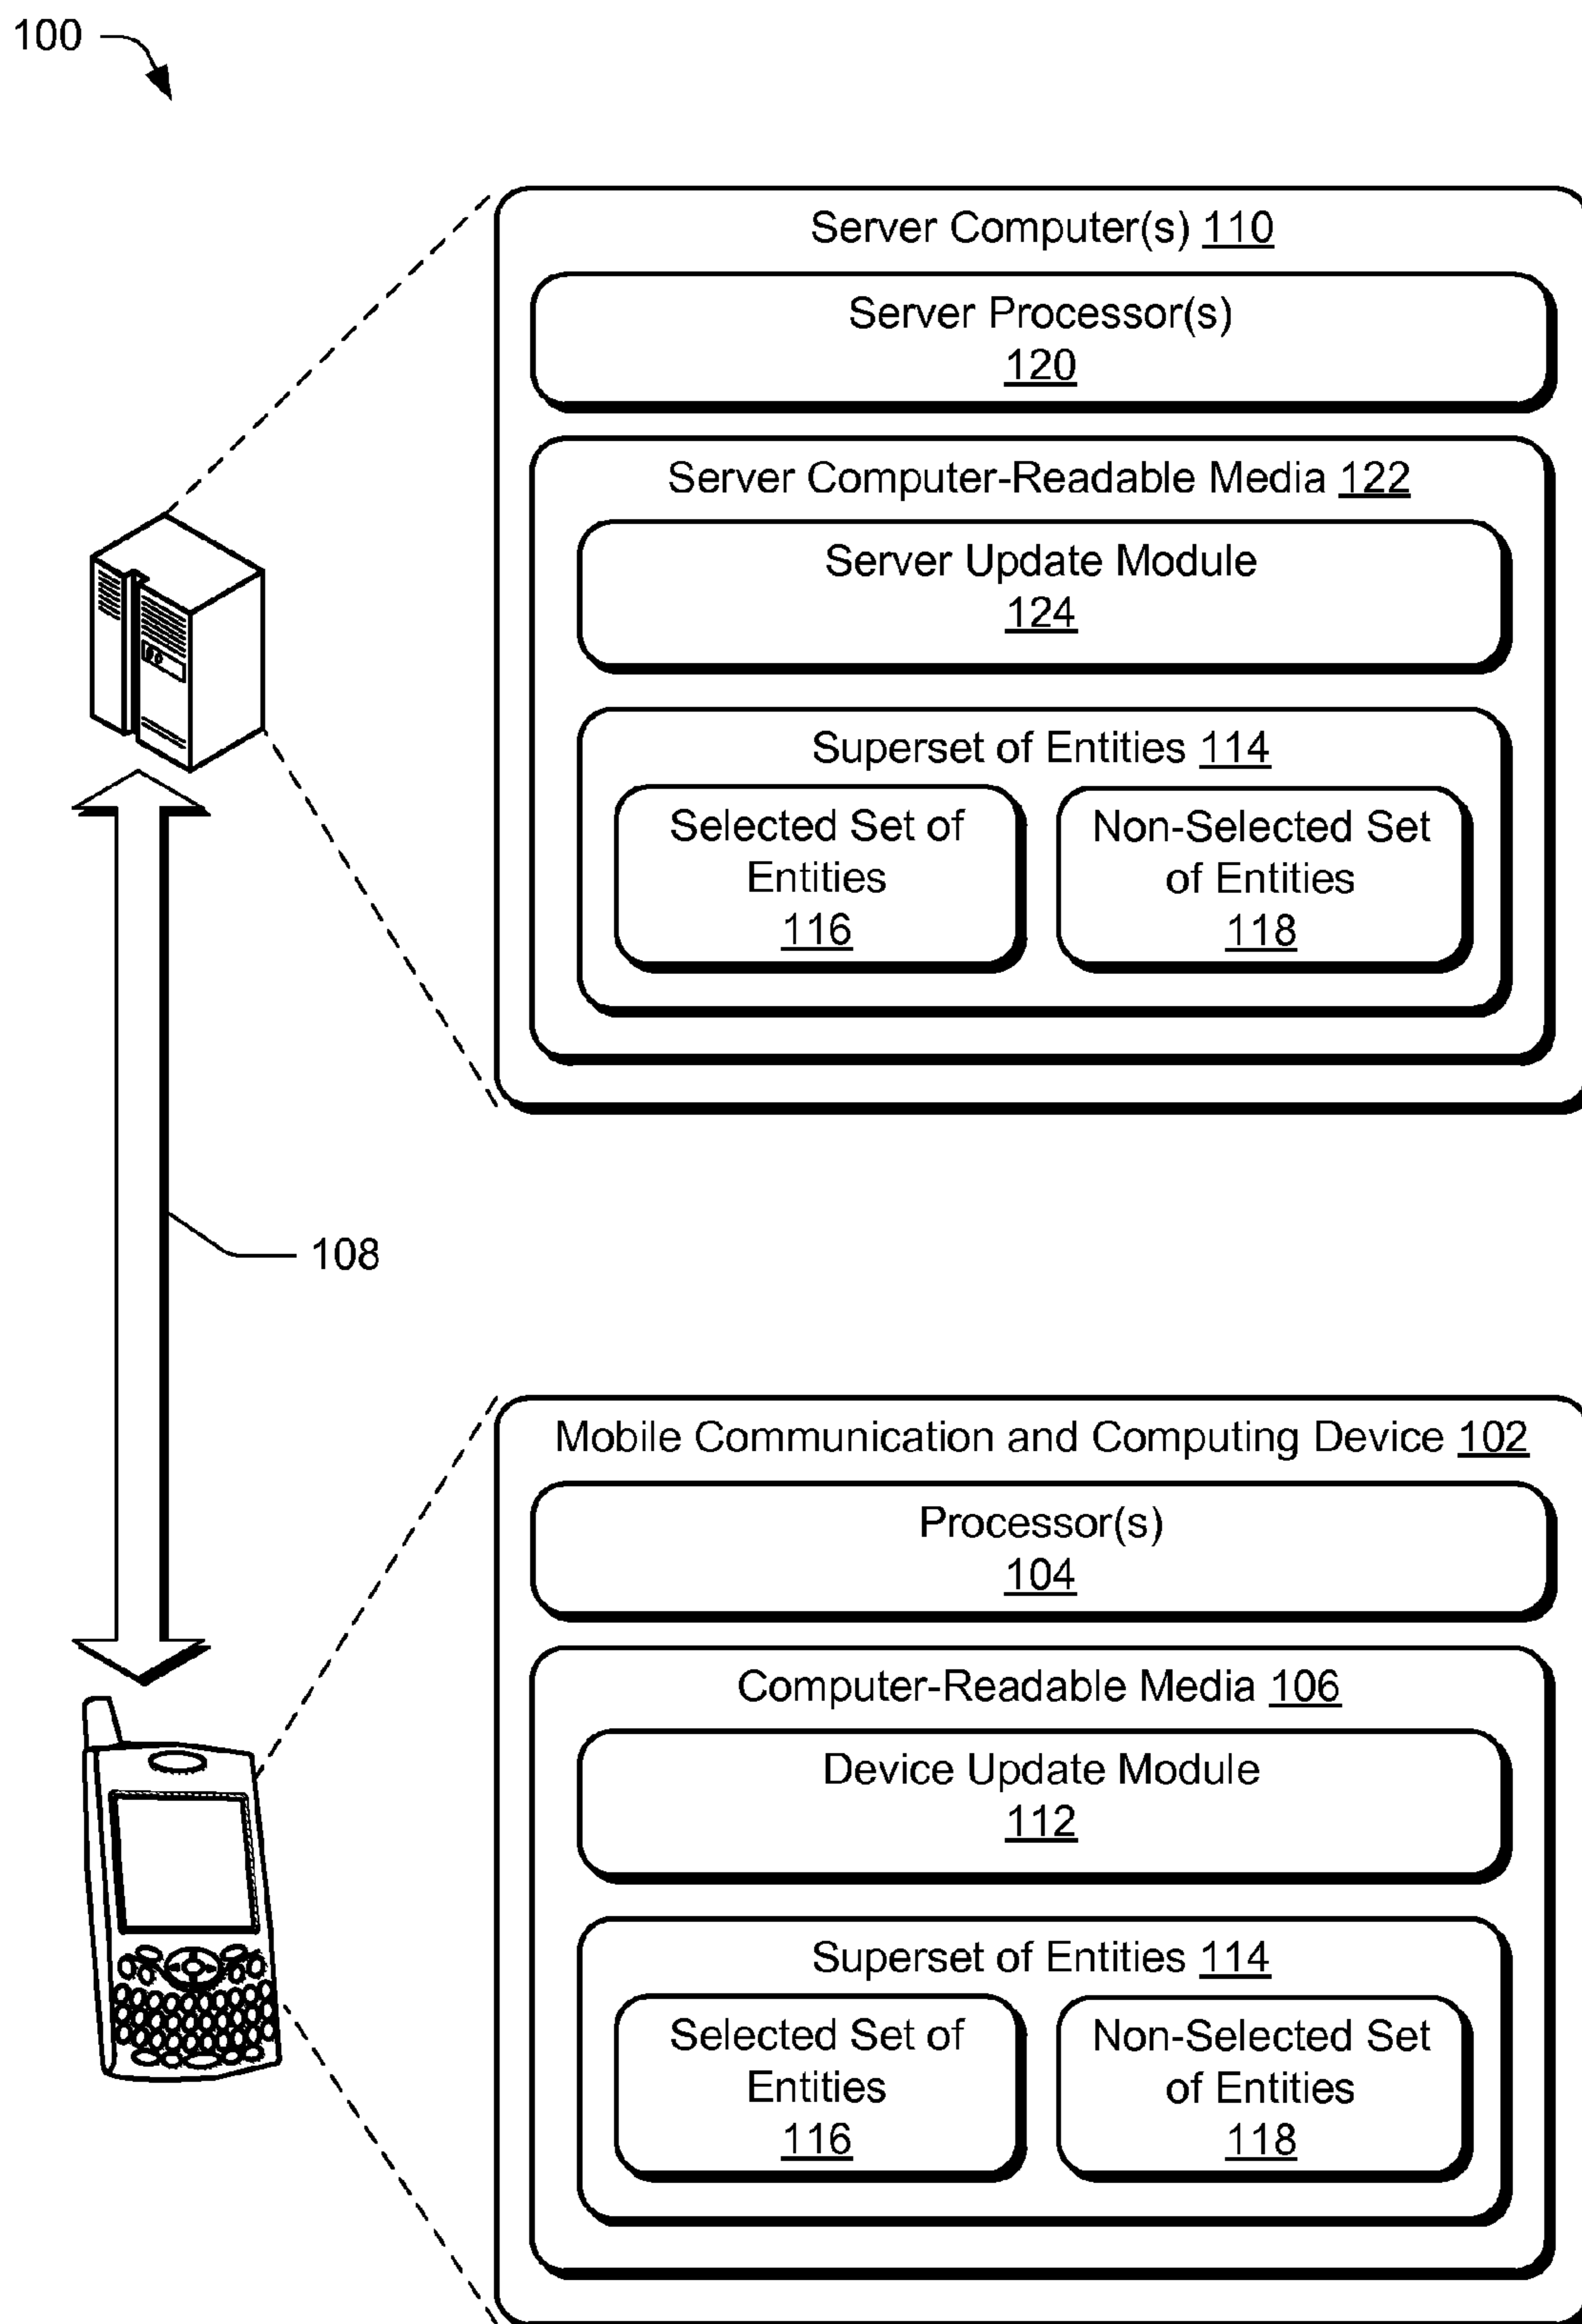 100
Server Computer(s) 110
Server Processor(s)
120
Server Computer-Readable Media 122
Server Update Module
124
Superset of Entities 114
Selected Set of
Entities
116
Non-Selected Set
of Entities
118
108
Mobile Communication and Computing Device 102
Processor(s)
104
Computer-Readable Media 106
Device Update Module
112
Superset of Entities 114
Selected Set of
Entities
116
Non-Selected Set
of Entities
118